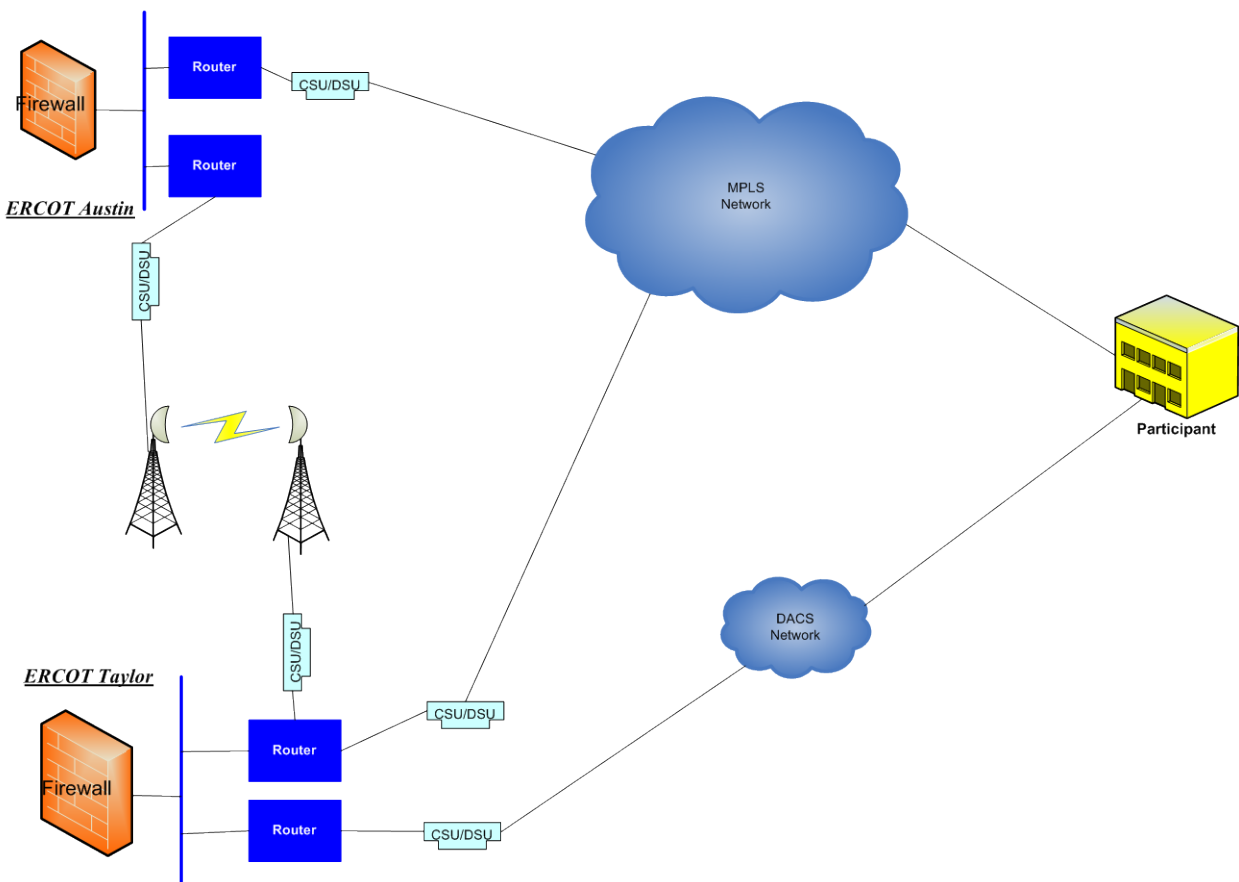 Router
CSU/DSU
Firewall
Router
ERCOT Austin
MPLS
Network
CSU/DSU
Participant
DACS
Network
CSU/DSU
ERCOT Taylor
CSU/DSU
Router
Firewall
Router
CSU/DSU